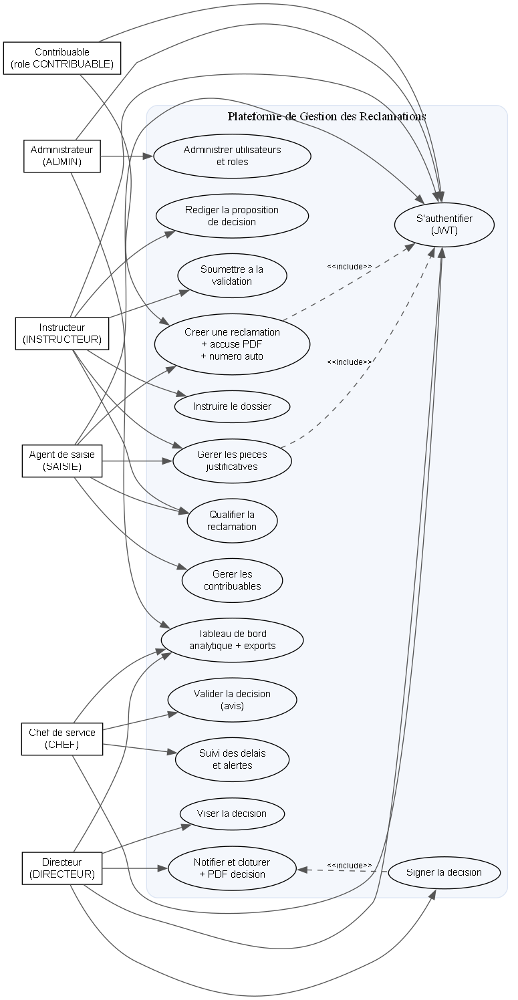 Contribuable
(role CONTRIBUABLE)
Plateforme de Gestion des Reclamations
Administrateur
(ADMIN)
Administrer utilisateurs
et roles
Rediger la proposition
de decision
S'authentifier
(JWT)
Soumettre a la
validation
<<include>>
Instructeur
(INSTRUCTEUR)
Creer une reclamation
+ accuse PDF
+ numero auto
<<include>>
Instruire le dossier
Agent de saisie
(SAISIE)
Gerer les pieces
justificatives
Qualifier la
reclamation
Gerer les
contribuables
Tableau de bord
analytique + exports
Valider la decision
(avis)
Chef de service
(CHEF)
Suivi des delais
et alertes
Viser la decision
Directeur
(DIRECTEUR)
Notifier et cloturer
+ PDF decision
<<include>>
Signer la decision